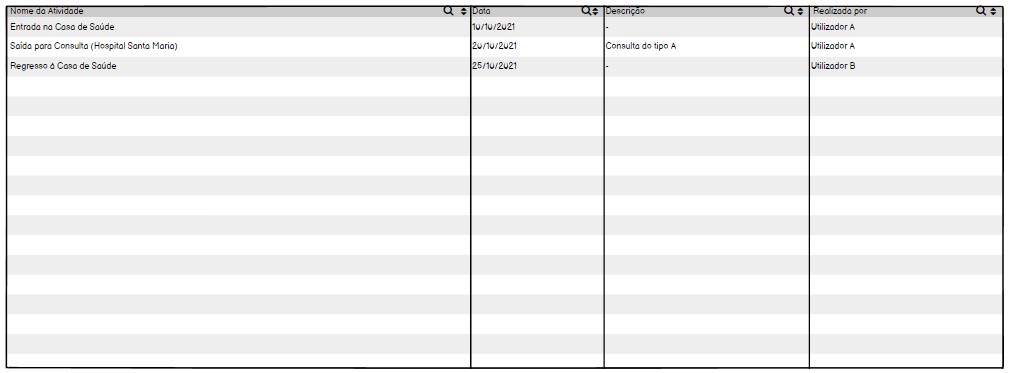 Nome da Atividade Data Descrição Realizada por
Entrada na Casa de Saúde 10/10/2021 - Utilizador A
Saída para Consulta (Hospital Santa Maria) 20/10/2021 Consulta do tipo A Utilizador A
Regresso à Casa de Saúde 25/10/2021 - Utilizador B